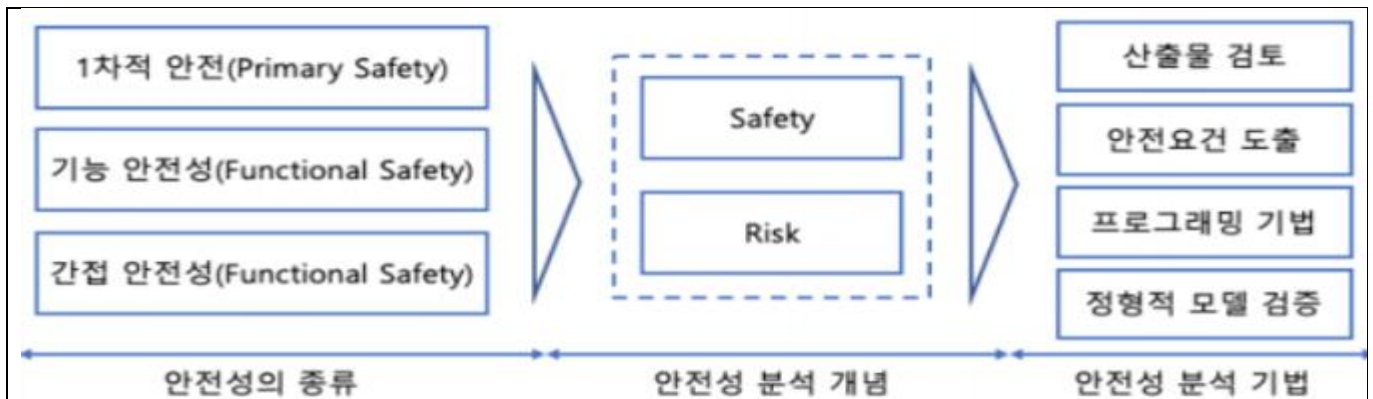 1차적 안전(Primary Safety)
기능 안전성(Functional Safety)
간접 안전성(Functional Safety)
안전성의 종류
Safety
Risk
안전성 분석 개념
산출물 검토
안전요건 도출
프로그래밍 기법
정형적 모델 검증
안전성 분석 기법